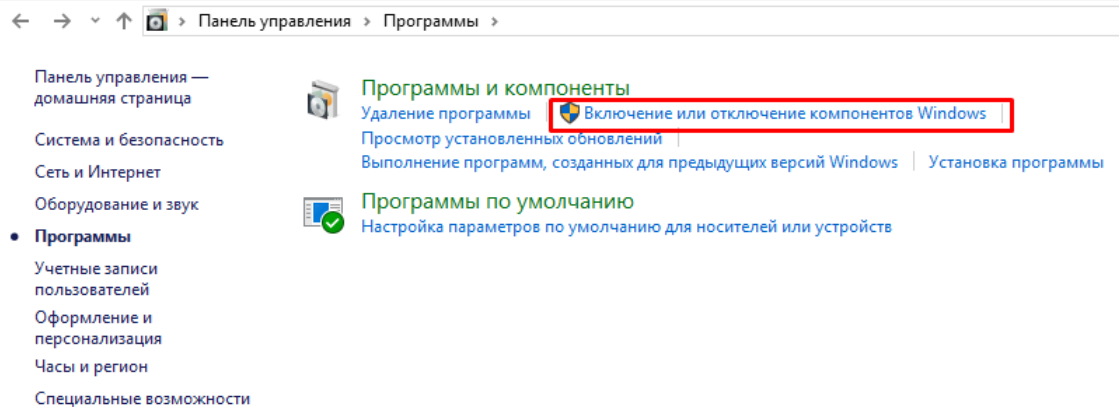 Панель управления > Программы >
Панель управления —
домашняя страница
Система и безопасность
Сеть и Интернет
Оборудование и звук
Программы
Учетные записи
пользователей
Оформление и
персонализация
Часы и регион
Специальные возможности
Программы и компоненты
Удаление программы | Включение или отключение компонентов Windows |
Просмотр установленных обновлений |
Выполнение программ, созданных для предыдущих версий Windows | Установка программы
Программы по умолчанию
Настройка параметров по умолчанию для носителей или устройств